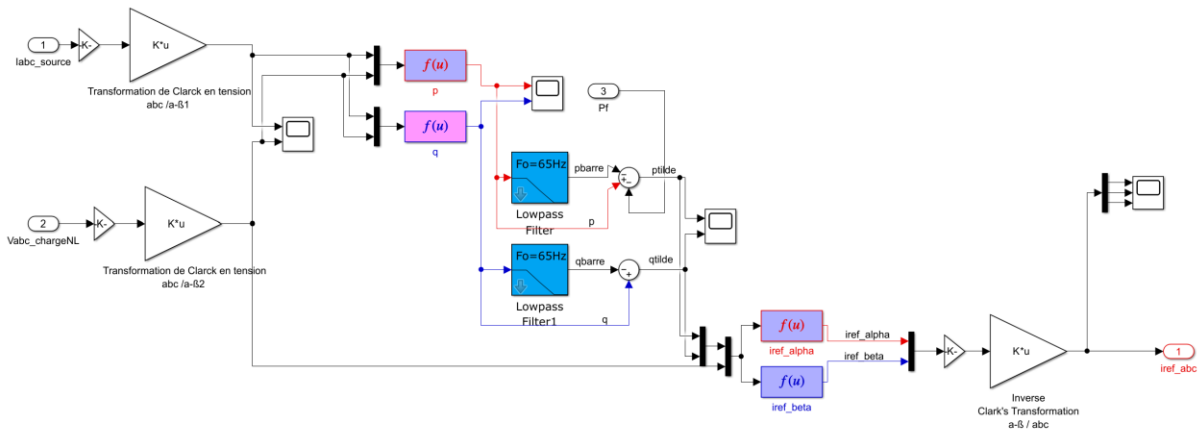 1
Iabc_source
K-
K*u
Transformation de Clarck en tension
abc /a-ß1
2
Vabc_chargeNL
K-
K*u
Transformation de Clarck en tension
abc /a-ß2
f(u)
p
f(u)
q
3
Pf
Fo=65Hz
Lowpass
Filter
pbarre
p
ptilde
Fo=65Hz
Lowpass
Filter1
qbarre
q
qtilde
f(u)
iref_alpha
iref_alpha
f(u)
iref_beta
iref_beta
K-
K*u
Inverse
Clark's Transformation
a-ß / abc
1
iref_abc